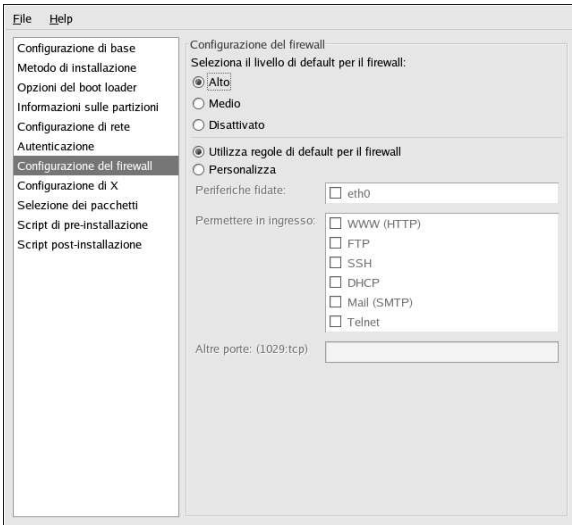 File Help
Configurazione di base
Metodo di installazione
Opzioni del boot loader
Informazioni sulle partizioni
Configurazione di rete
Autenticazione
Configurazione del firewall
Configurazione di X
Selezione dei pacchetti
Script di pre-installazione
Script post-installazione
Configurazione del firewall
Seleziona il livello di default per il firewall:
Alto
Medio
Disattivato
Utilizza regole di default per il firewall
Personalizza
Periferiche fidate:
eth0
Permettere in ingresso:
WWW (HTTP)
FTP
SSH
DHCP
Mail (SMTP)
Telnet
Altre porte: (1029:tcp)